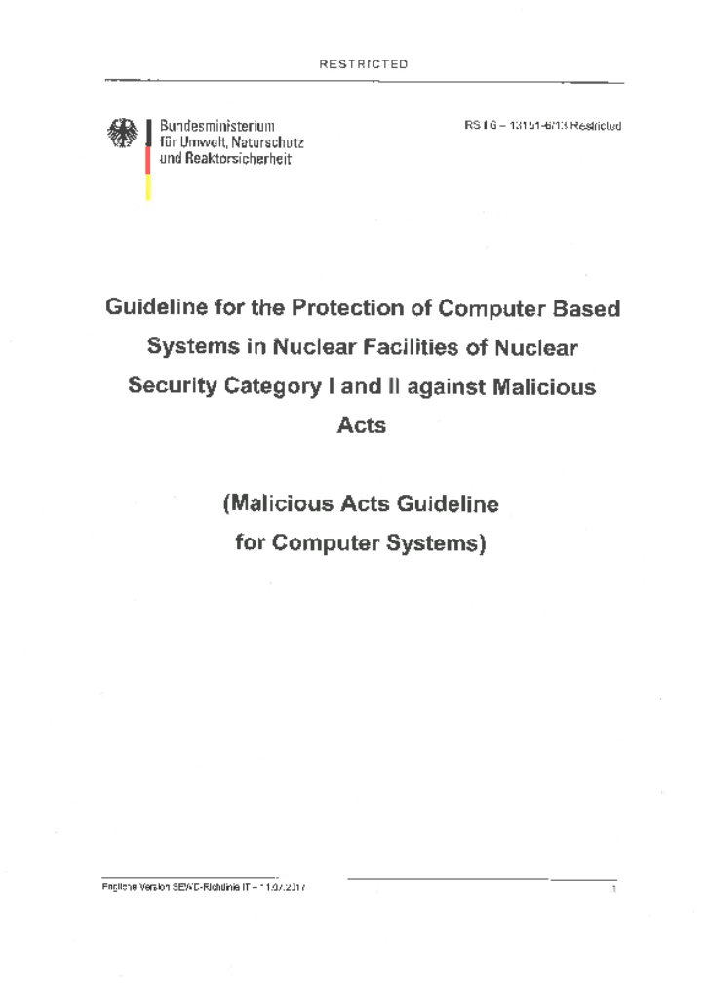 RESTRICTED
Bundesministerium
für Umwelt, Naturschutz
und Reaktorsicherheit
RS I 6 – 13151-6/13 Restricted
Guideline for the Protection of Computer Based
Systems in Nuclear Facilities of Nuclear
Security Category I and II against Malicious
Acts
(Malicious Acts Guideline
for Computer Systems)
Version SEWD-Richtlinie IT – 11.07.2017
1